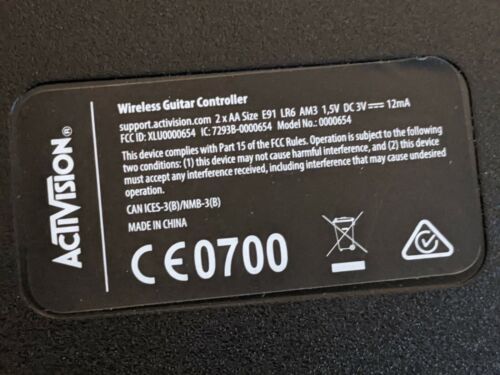 ACTIVISION®
Wireless Guitar Controller
support.activision.com 2 x AA Size E91 LR6 AM3 1,5V DC 3V 12mA
FCC ID: XLU0000654 IC: 7293B-0000654 Model No.: 0000654
This device complies with Part 15 of the FCC Rules. Operation is subject to the following
two conditions: (1) this device may not cause harmful interference, and (2) this device
must accept any interference received, including interference that may cause undesired
operation.
CAN ICES-3(B)/NMB-3(B)
MADE IN CHINA
CE0700